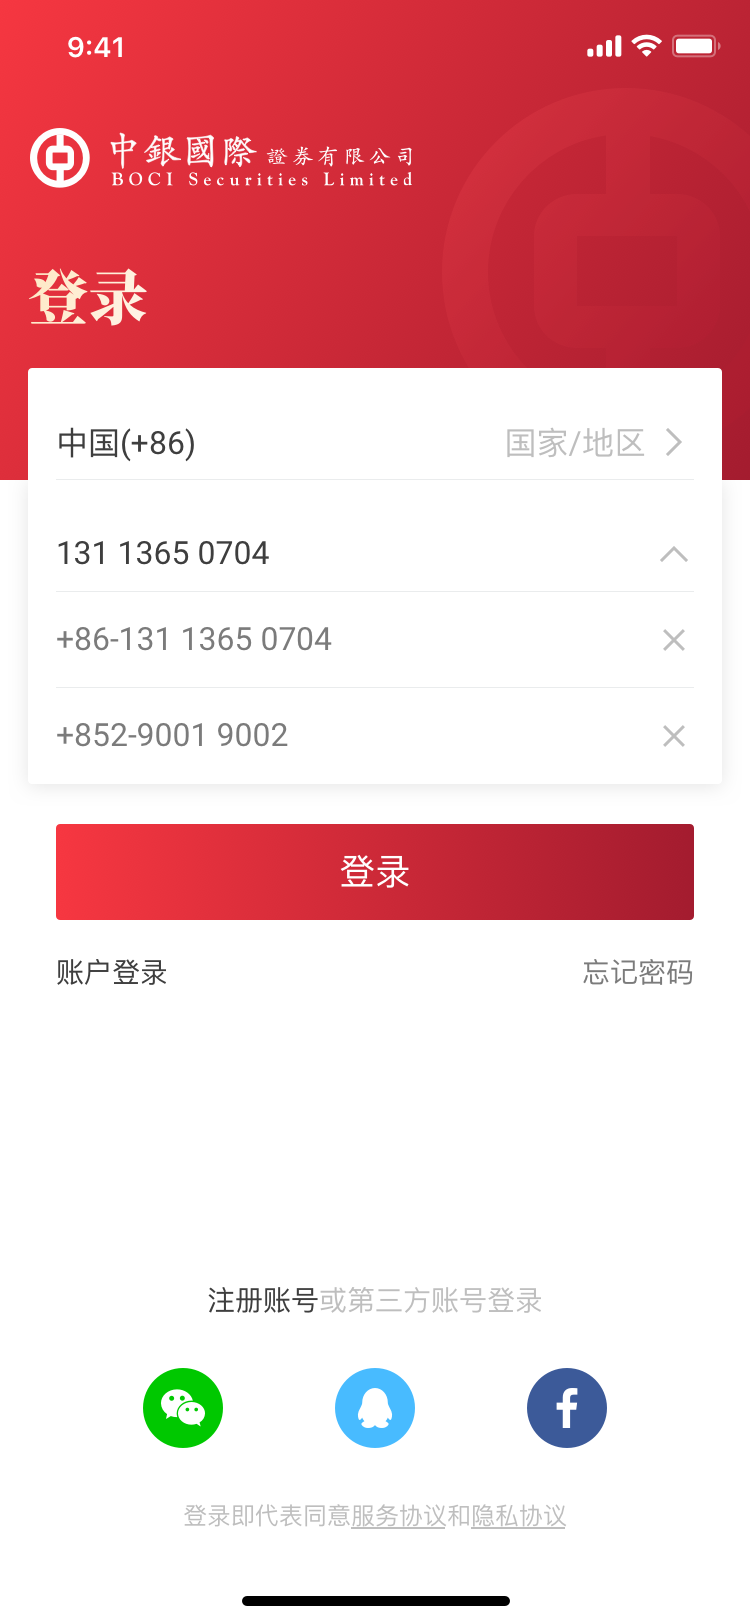 9:41
中銀國際 證券有限公司
BOCI Securities Limited
登录
中国(+86) 国家/地区
131 1365 0704
+86-131 1365 0704
+852-9001 9002
登录
账户登录 忘记密码
注册账号或第三方账号登录
登录即代表同意服务协议和隐私协议